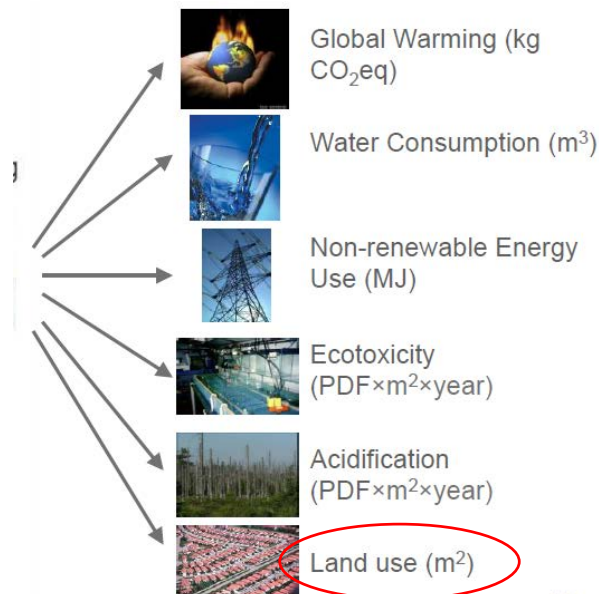 Global Warming (kg
CO₂eq)
Water Consumption (m³)
g
Non-renewable Energy
Use (MJ)
Ecotoxicity
(PDF×m²×year)
Acidification
(PDF×m²×year)
Land use (m²)